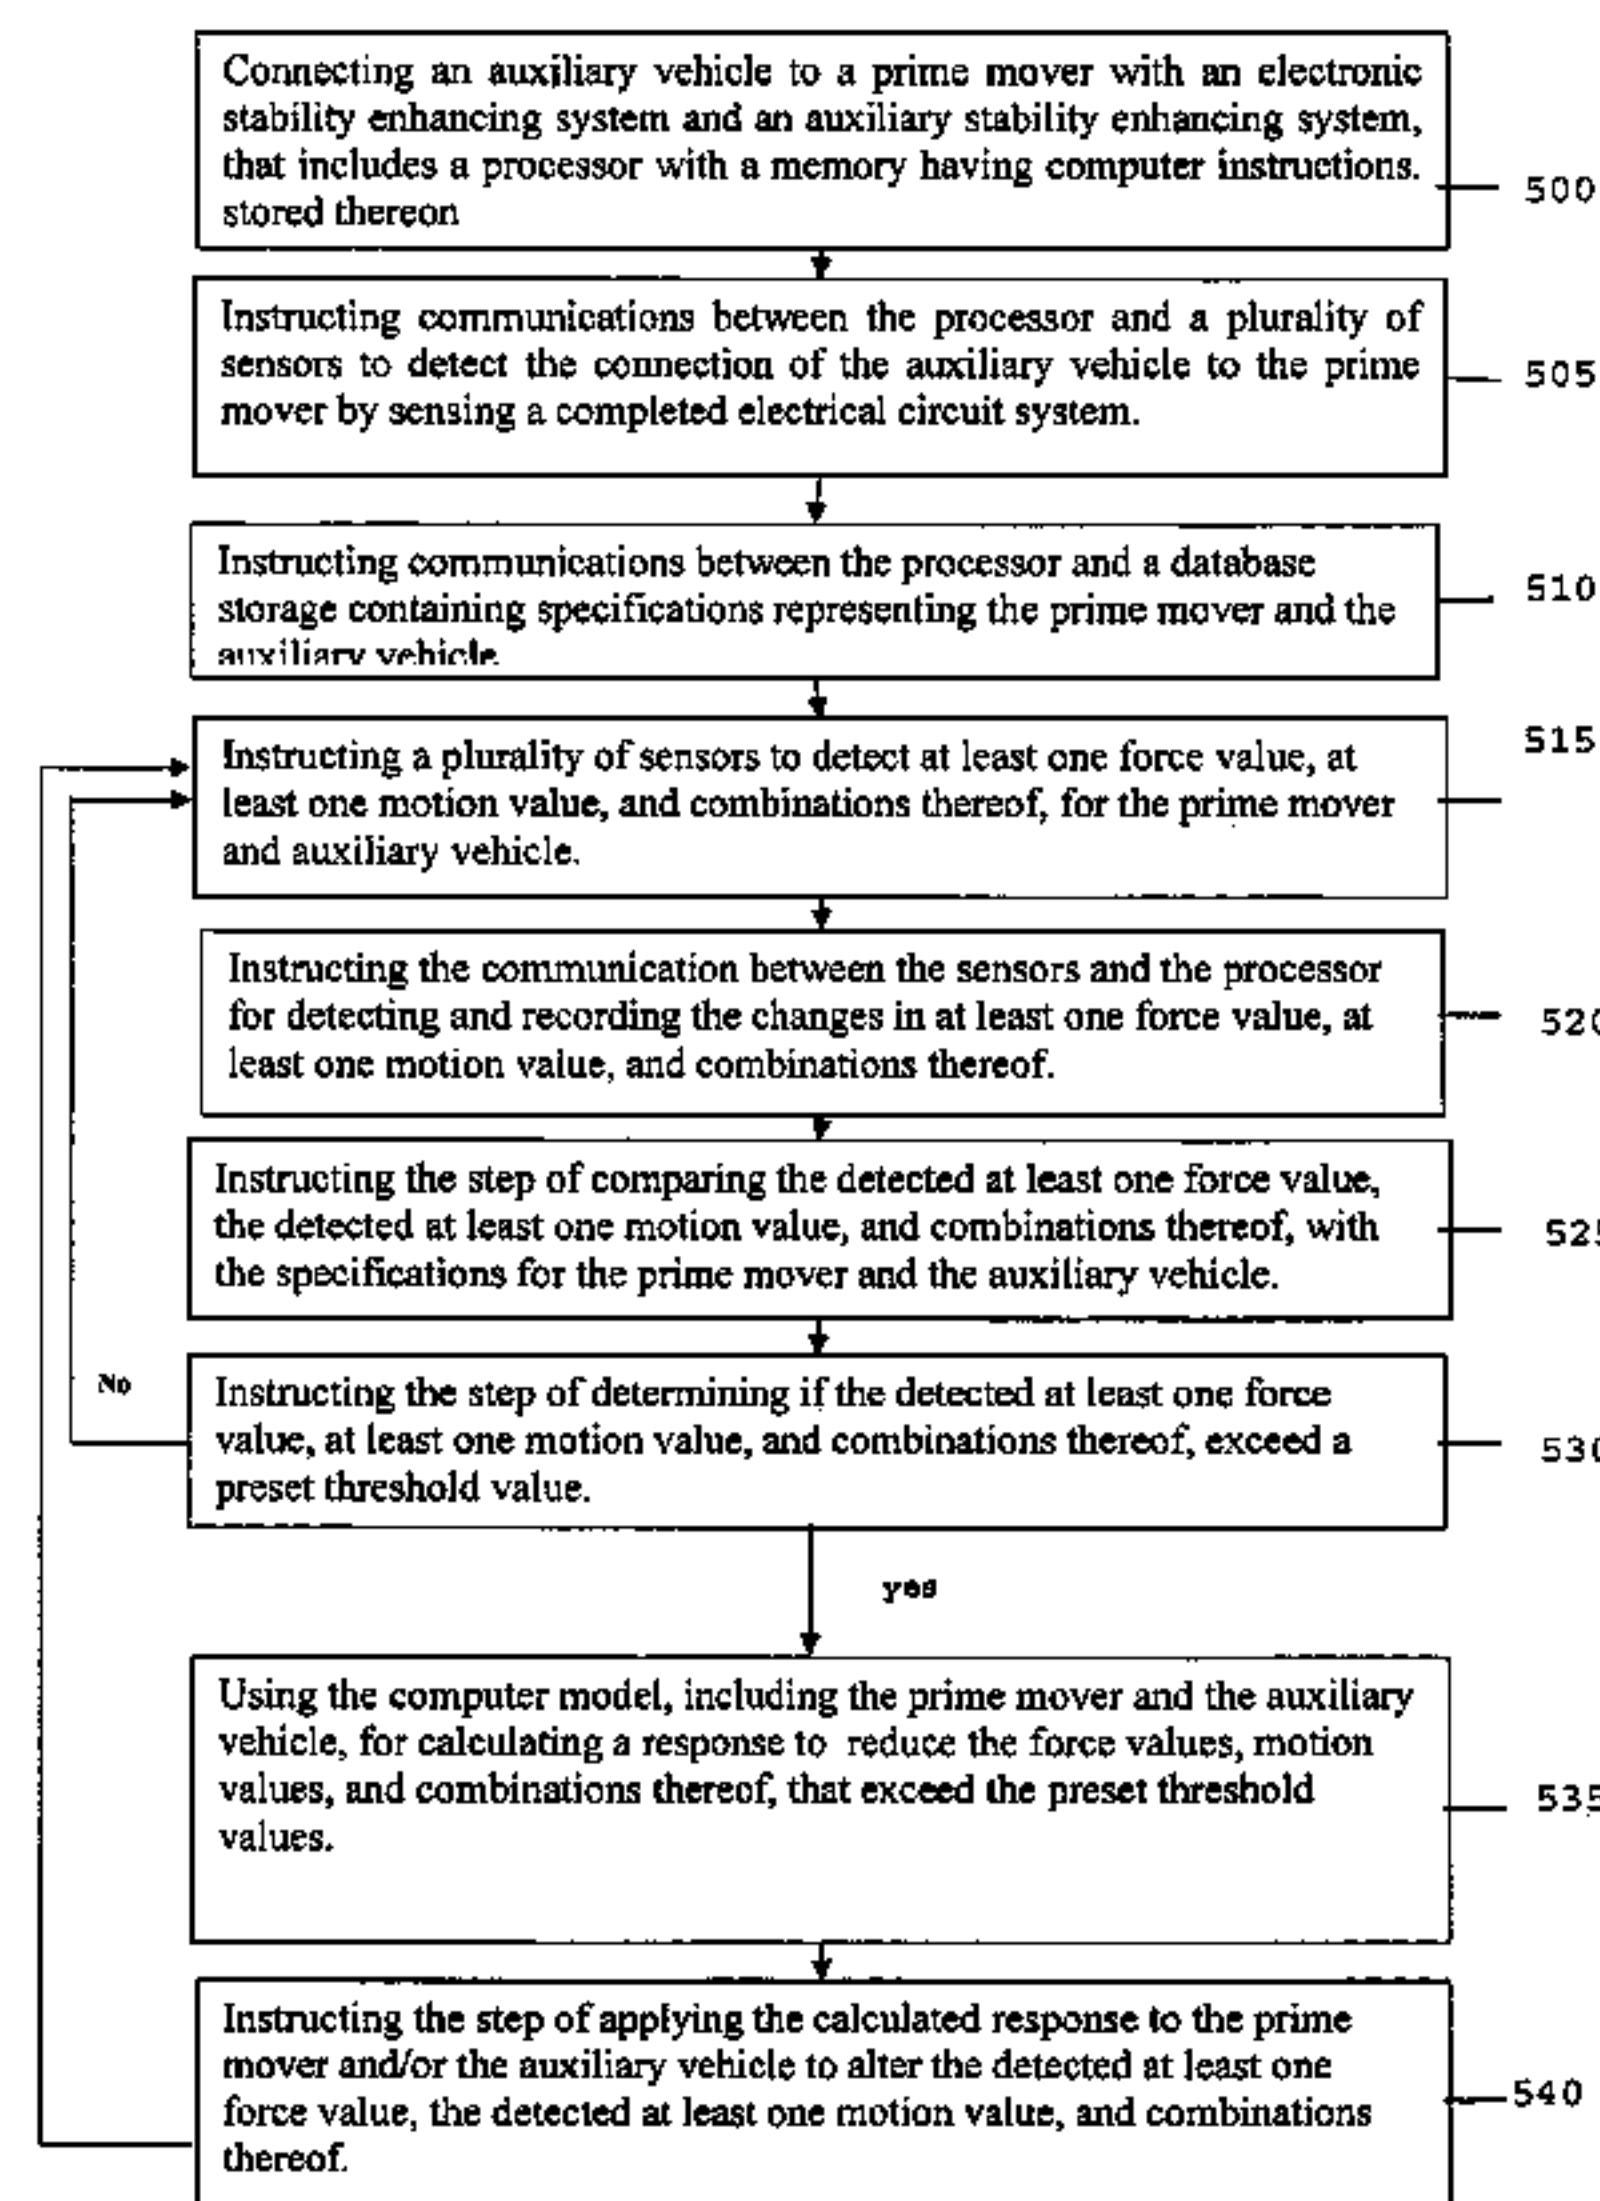 Connecting an auxiliary vehicle to a prime mover with an electronic
stability enhancing system and an auxiliary stability enhancing system,
that includes a processor with a memory having computer instructions.
stored thereon
500
Instructing communications between the processor and a plurality of
sensors to detect the connection of the auxiliary vehicle to the prime
mover by sensing a completed electrical circuit system.
505
Instructing communications between the processor and a database
storage containing specifications representing the prime mover and the
auxiliary vehicle.
510
Instructing a plurality of sensors to detect at least one force value, at
least one motion value, and combinations thereof, for the prime mover
and auxiliary vehicle.
515
Instructing the communication between the sensors and the processor
for detecting and recording the changes in at least one force value, at
least one motion value, and combinations thereof.
520
Instructing the step of comparing the detected at least one force value,
the detected at least one motion value, and combinations thereof, with
the specifications for the prime mover and the auxiliary vehicle.
525
No
Instructing the step of determining if the detected at least one force
value, at least one motion value, and combinations thereof, exceed a
preset threshold value.
530
yes
Using the computer model, including the prime mover and the auxiliary
vehicle, for calculating a response to reduce the force values, motion
values, and combinations thereof, that exceed the preset threshold
values.
535
Instructing the step of applying the calculated response to the prime
mover and/or the auxiliary vehicle to alter the detected at least one
force value, the detected at least one motion value, and combinations
thereof.
540